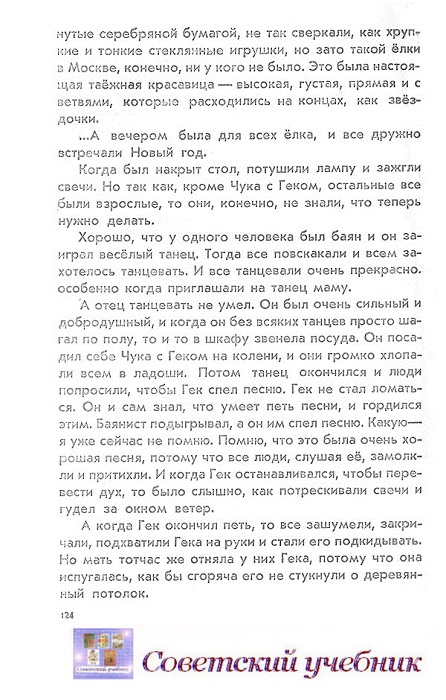 нутые серебряной бумагой, не так сверкали, как хруп-
кие и тонкие стеклянные игрушки, но зато такой ёлки
в Москве, конечно, ни у кого не было. Это была настоя-
щая таёжная красавица — высокая, густая, прямая и с
ветвями, которые расходились на концах, как звёз-
дочки.
...А вечером была для всех ёлка, и все дружно
встречали Новый год.
Когда был накрыт стол, потушили лампу и зажгли
свечи. Но так как, кроме Чука с Геком, остальные все
были взрослые, то они, конечно, не знали, что теперь
нужно делать.
Хорошо, что у одного человека был баян и он за-
играл весёлый танец. Тогда все повскакали и всем за-
хотелось танцевать. И все танцевали очень прекрасно,
особенно когда приглашали на танец маму.
А отец танцевать не умел. Он был очень сильный и
добродушный, и когда он без всяких танцев просто ша-
гал по полу, то и то в шкафу звенела посуда. Он поса-
дил себе Чука с Геком на колени, и они громко хлопа-
ли всем в ладоши. Потом танец окончился и люди
попросили, чтобы Гек спел песню. Гек не стал ломать-
ся. Он и сам знал, что умеет петь песни, и гордился
этим. Баянист подыгрывал, а он им спел песню. Какую—
я уже сейчас не помню. Помню, что это была очень хо-
рошая песня, потому что все люди, слушая её, замолк-
ли и притихли. И когда Гек останавливался, чтобы пере-
вести дух, то было слышно, как потрескивали свечи и
гудел за окном ветер.
А когда Гек окончил петь, то все зашумели, закри-
чали, подхватили Гека на руки и стали его подкидывать.
Но мать тотчас же отняла у них Гека, потому что она
испугалась, как бы сгоряча его не стукнули о деревян-
ный потолок.
124
Советский учебник
Советский учебник